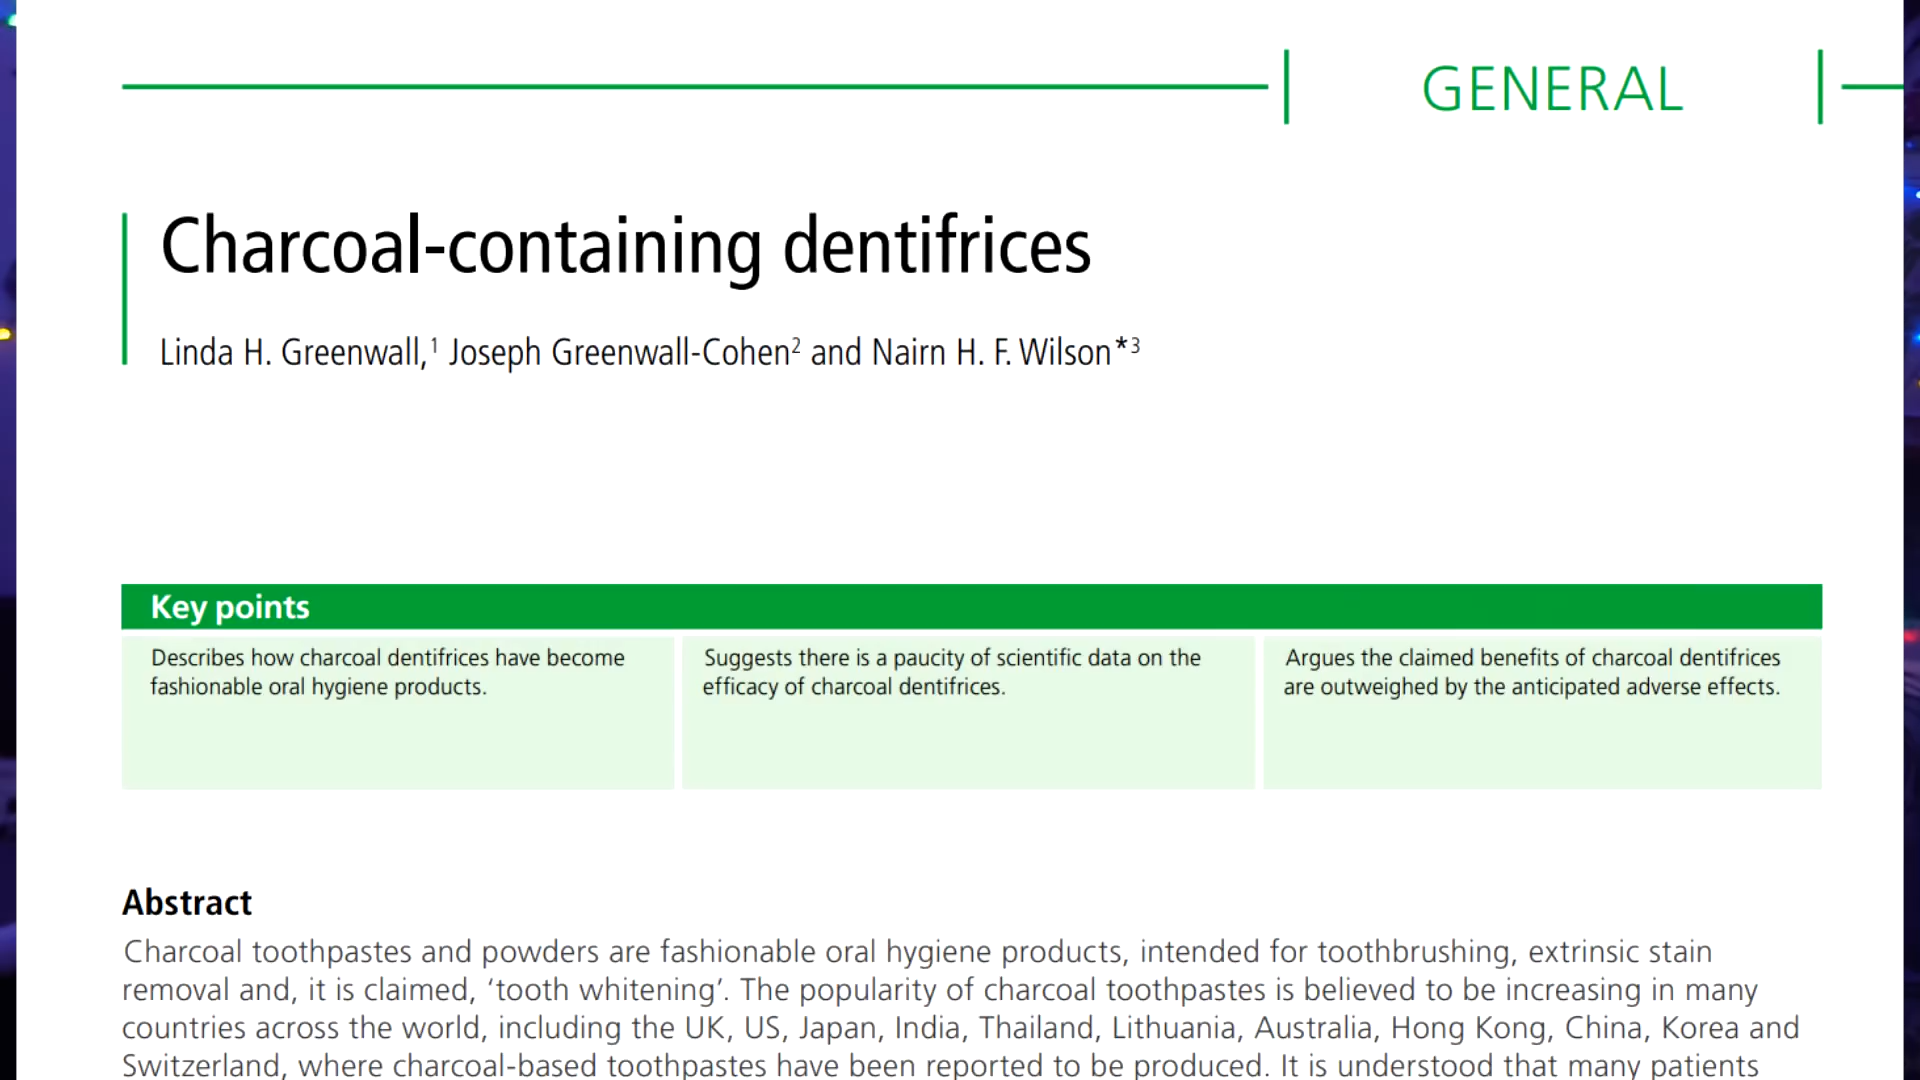 GENERAL
Charcoal-containing dentifrices
Linda H. Greenwall,1 Joseph Greenwall-Cohen2 and Nairn H. F. Wilson*3
Key points
Describes how charcoal dentifrices have become
fashionable oral hygiene products.
Suggests there is a paucity of scientific data on the
efficacy of charcoal dentifrices.
Argues the claimed benefits of charcoal dentifrices
are outweighed by the anticipated adverse effects.
Abstract
Charcoal toothpastes and powders are fashionable oral hygiene products, intended for toothbrushing, extrinsic stain
removal and, it is claimed, ‘tooth whitening’. The popularity of charcoal toothpastes is believed to be increasing in many
countries across the world, including the UK, US, Japan, India, Thailand, Lithuania, Australia, Hong Kong, China, Korea and
Switzerland, where charcoal-based toothpastes have been reported to be produced. It is understood that many patients